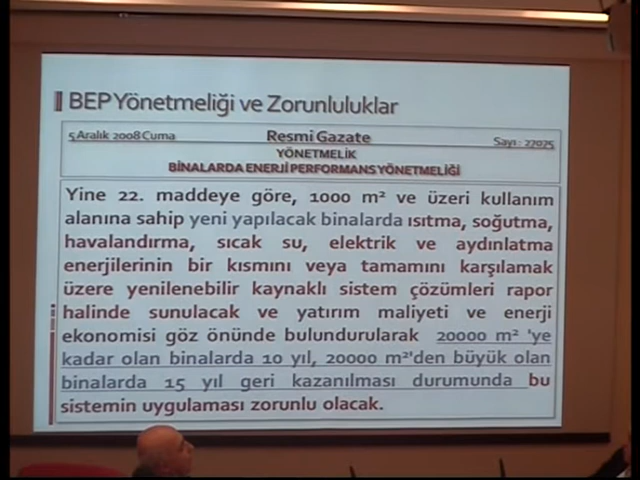 BEP Yönetmeliği ve Zorunluluklar
5 Aralık 2008 Cuma Resmi Gazate Sayı : 27075
YÖNETMELİK
BİNALARDA ENERJİ PERFORMANS YÖNETMELİĞİ
Yine 22. maddeye göre, 1000 m² ve üzeri kullanım
alanına sahip yeni yapılacak binalarda ısıtma, soğutma,
havalandırma, sıcak su, elektrik ve aydınlatma
enerjilerinin bir kısmını veya tamamını karşılamak
üzere yenilenebilir kaynaklı sistem çözümleri rapor
halinde sunulacak ve yatırım maliyeti ve enerji
ekonomisi göz önünde bulundurularak 20000 m² 'ye
kadar olan binalarda 10 yıl, 20000 m²'den büyük olan
binalarda 15 yıl geri kazanılması durumunda bu
sistemin uygulaması zorunlu olacak.